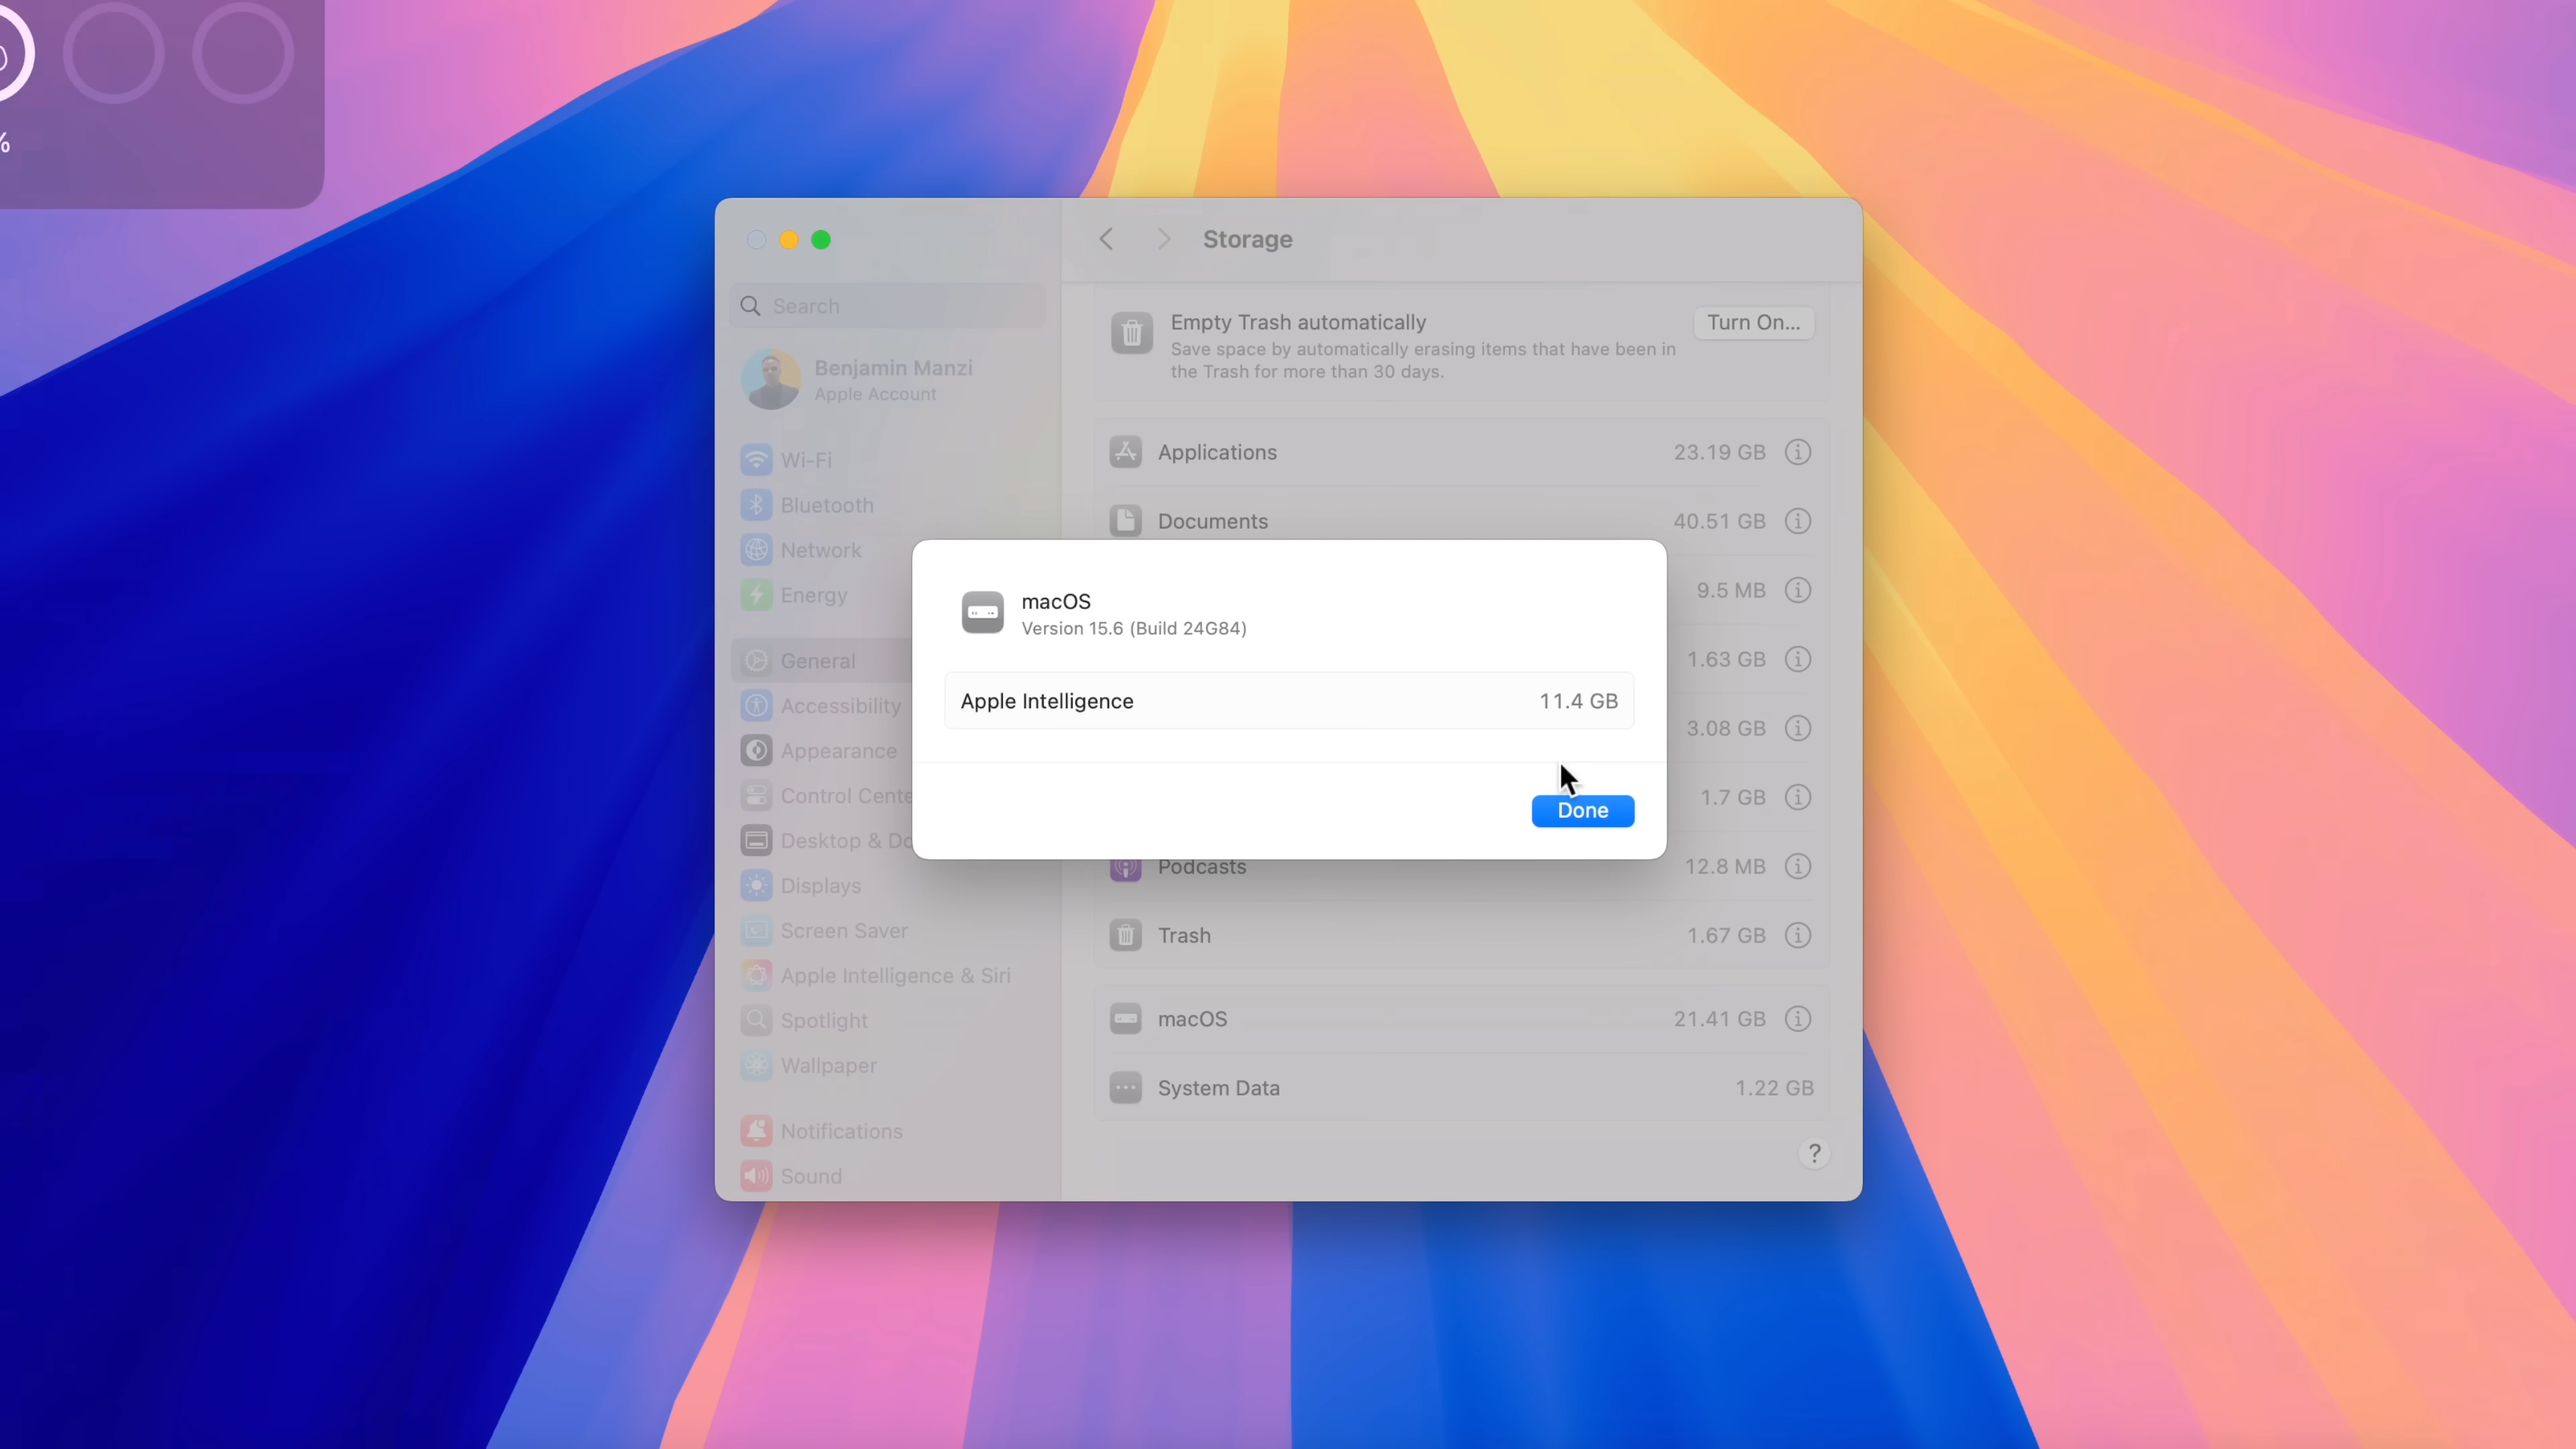 %
Storage
Search
Benjamin Manzi
Apple Account
Wi-Fi
Bluetooth
Network
Energy
General
Accessibility
Appearance
Control Cente
Desktop & Do
Displays
Screen Saver
Apple Intelligence & Siri
Spotlight
Wallpaper
Notifications
Sound
Empty Trash automatically
Turn On...
Save space by automatically erasing items that have been in
the Trash for more than 30 days.
Applications 23.19 GB
Documents 40.51 GB
9.5 MB
1.63 GB
3.08 GB
1.7 GB
Podcasts 12.8 MB
Trash 1.67 GB
macOS 21.41 GB
System Data 1.22 GB
?
macOS
Version 15.6 (Build 24G84)
Apple Intelligence 11.4 GB
Done